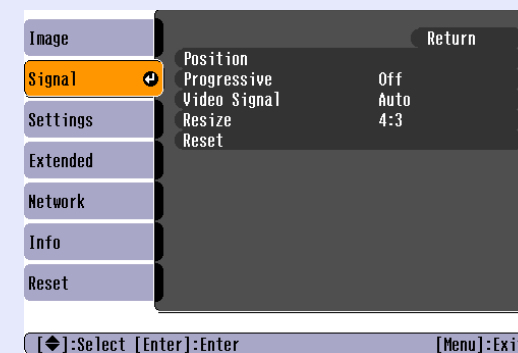 Image
Signal
Settings
Extended
Network
Info
Reset
Return
Position
Progressive Off
Video Signal Auto
Resize 4:3
Reset
[]:Select [Enter]:Enter [Menu]:Exi